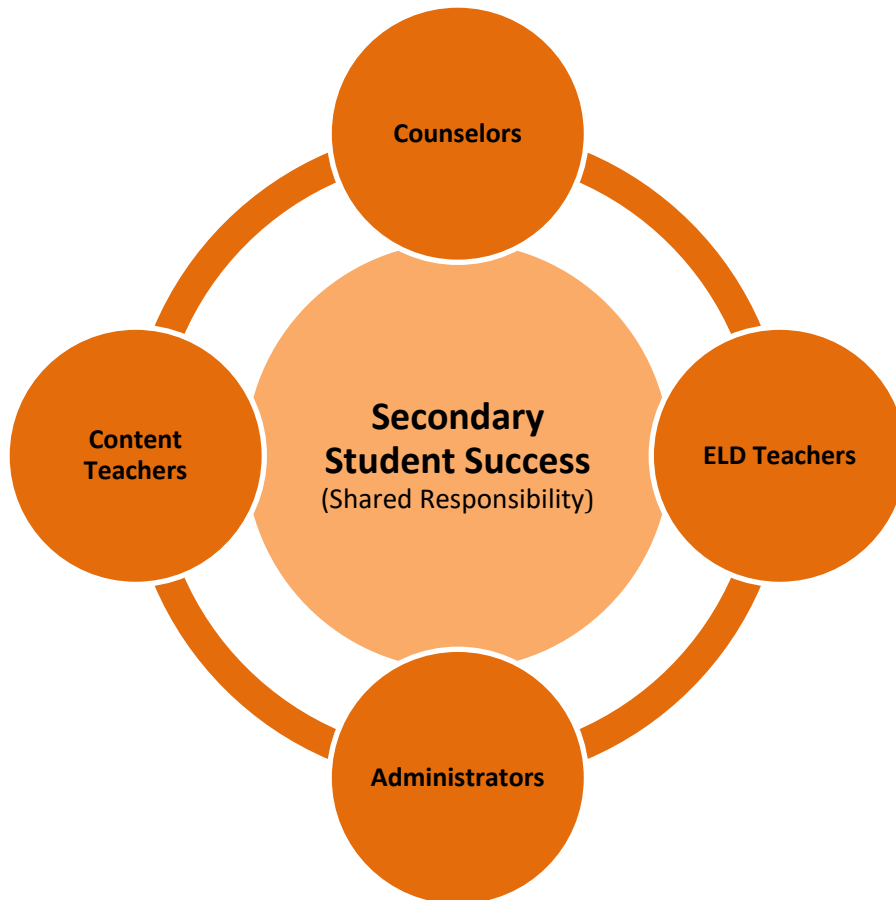 Counselors
Content
Teachers
Secondary
Student Success
(Shared Responsibility)
ELD Teachers
Administrators